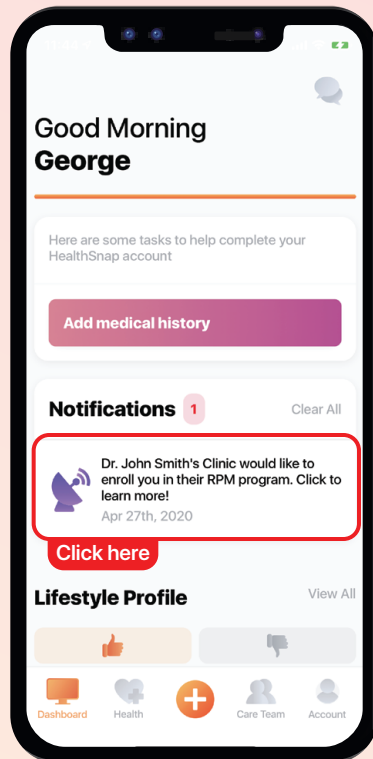 Good Morning
George
Here are some tasks to help complete your
HealthSnap account
Add medical history
Notifications 1 Clear All
Dr. John Smith's Clinic would like to
enroll you in their RPM program. Click to
learn more!
Apr 27th, 2020
Click here
Lifestyle Profile View All
Dashboard Health Care Team Account